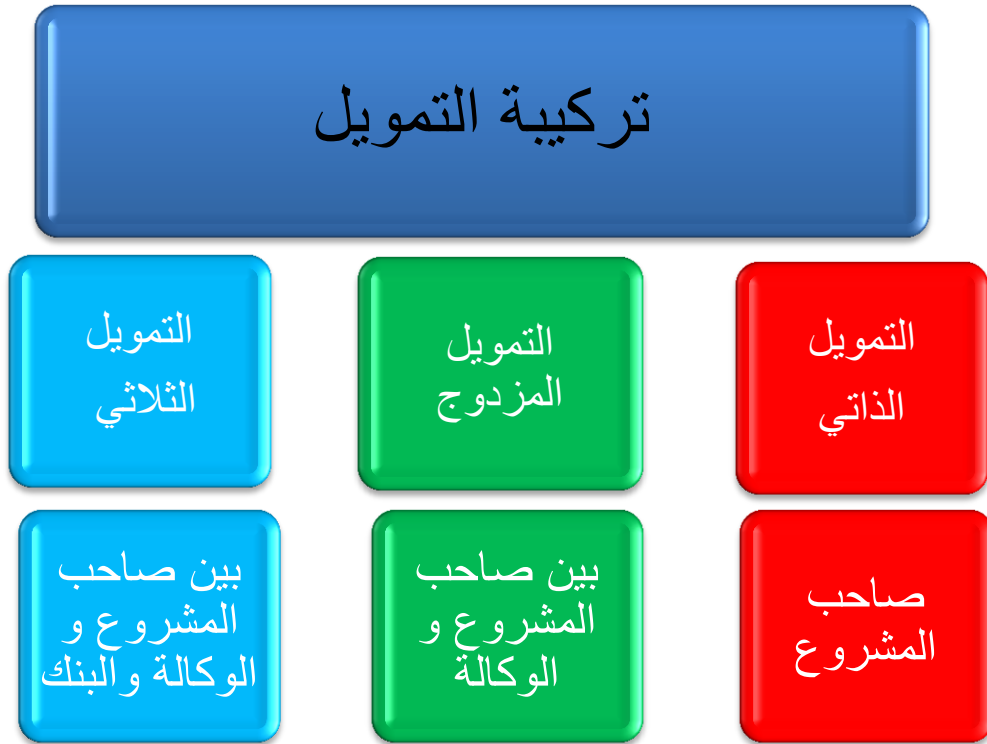 تركيبة التمويل
التمويل
الذاتي
التمويل
المزدوج
التمويل
الثلاثي
صاحب
المشروع
بين صاحب
المشروع و
الوكالة
بين صاحب
المشروع و
الوكالة والبنك